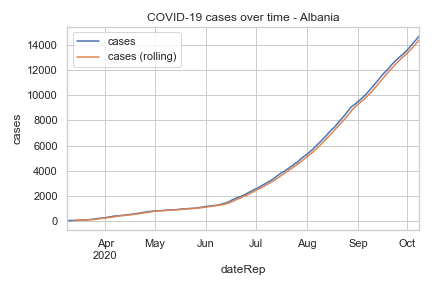 COVID-19 cases over time - Albania
cases
cases (rolling)
14000
12000
10000
8000
6000
4000
2000
0
cases
Apr
2020
May
Jun
Jul
Aug
Sep
Oct
dateRep